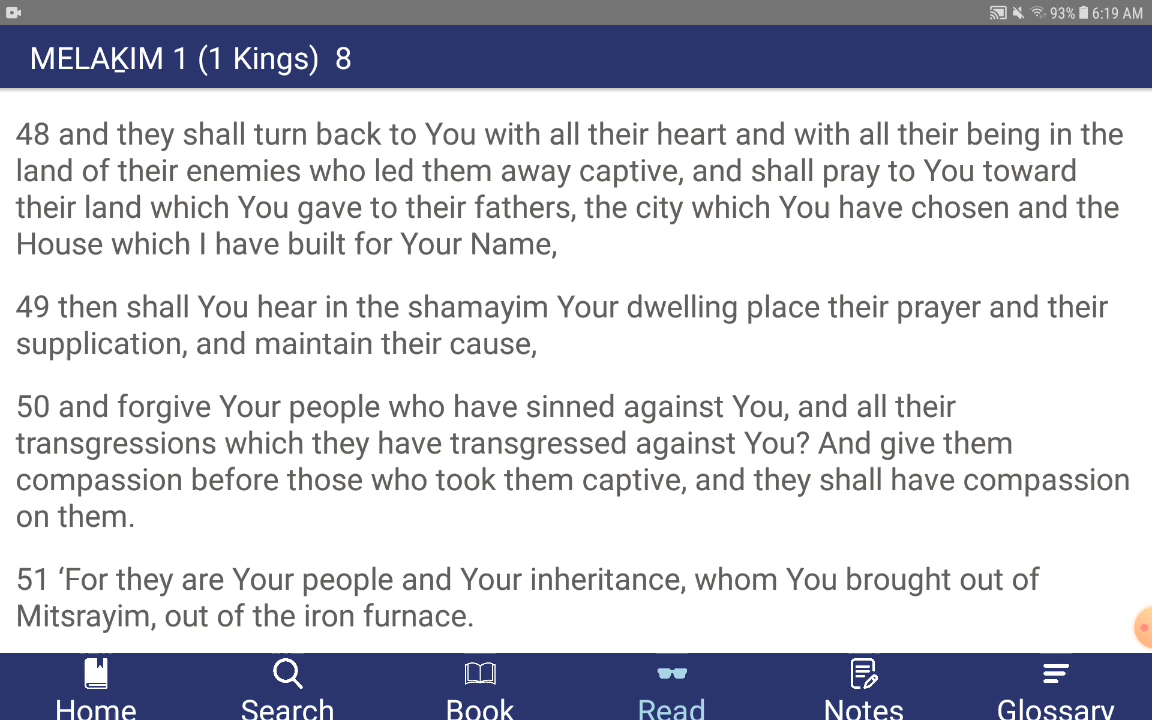 93% 6:19 AM
MELAḴIM 1 (1 Kings) 8
48 and they shall turn back to You with all their heart and with all their being in the
land of their enemies who led them away captive, and shall pray to You toward
their land which You gave to their fathers, the city which You have chosen and the
House which I have built for Your Name,
49 then shall You hear in the shamayim Your dwelling place their prayer and their
supplication, and maintain their cause,
50 and forgive Your people who have sinned against You, and all their
transgressions which they have transgressed against You? And give them
compassion before those who took them captive, and they shall have compassion
on them.
51 ‘For they are Your people and Your inheritance, whom You brought out of
Mitsrayim, out of the iron furnace.
Home Search Book Read Notes Glossary